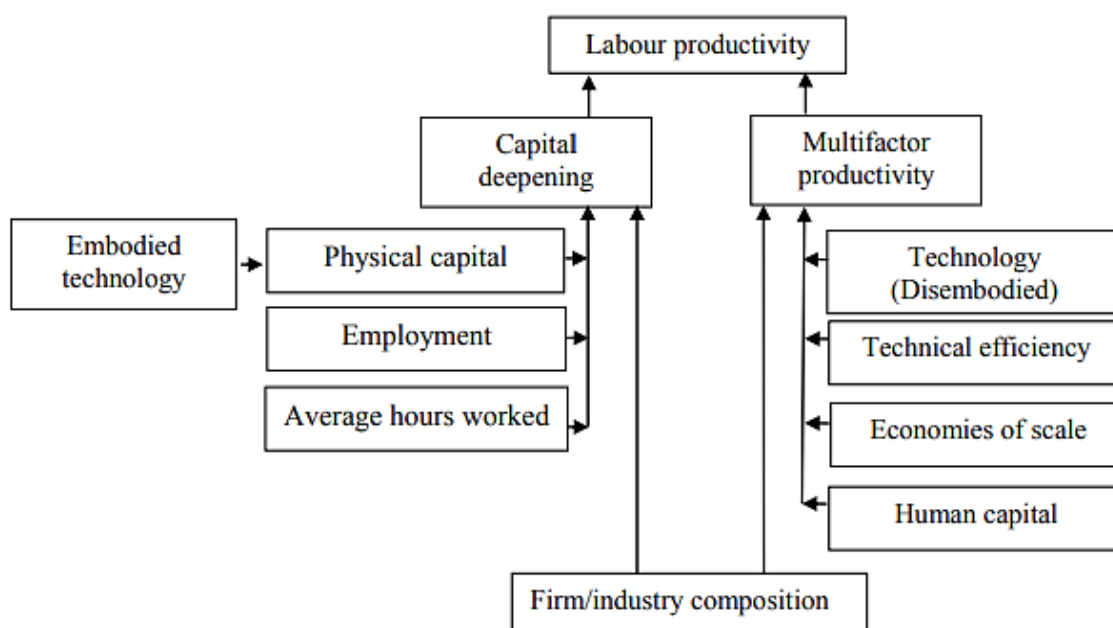 Labour productivity
Capital
deepening
Multifactor
productivity
Embodied
technology
Physical capital
Employment
Average hours worked
Technology
(Disembodied)
Technical efficiency
Economies of scale
Human capital
Firm/industry composition